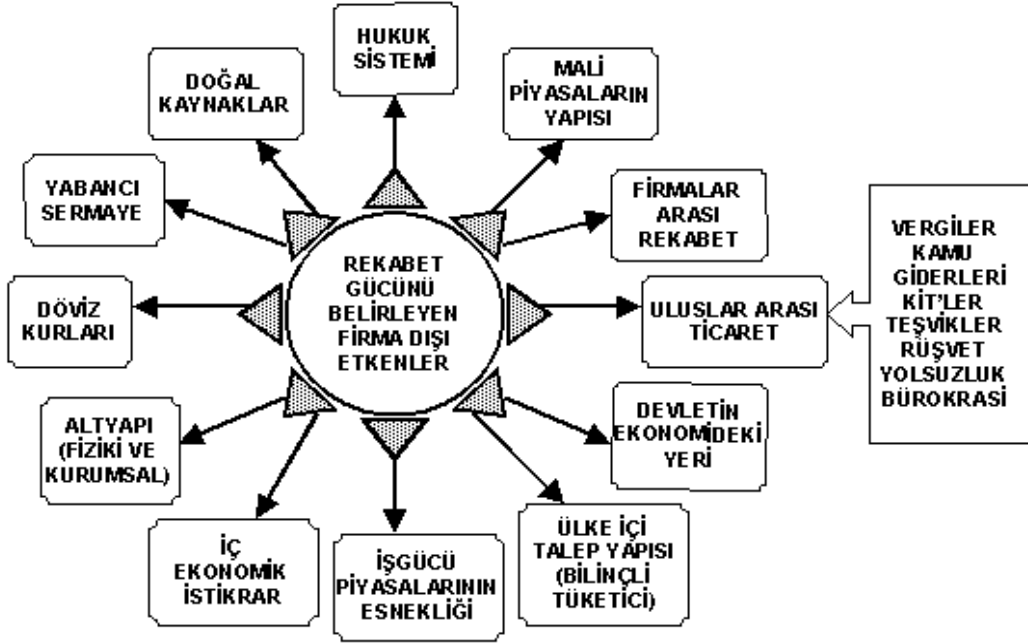 HUKUK
SİSTEMİ
MALİ
PİYASALARIN
YAPISI
DOĞAL
KAYNAKLAR
YABANCI
SERMAYE
FİRMALAR
ARASI
REKABET
VERGİLER
KAMU
GİDERLERİ
KİT'LER
TEŞVİKLER
RÜŞVET
YOLSUZLUK
BÜROKRASİ
REKABET
GÜCÜNÜ
BELİRLEYEN
FİRMA DIŞI
ETKENLER
DÖVİZ
KURLARI
ULUSLAR ARASI
TİCARET
ALTYAPI
(FİZİKİ VE
KURUMSAL)
DEVLETİN
EKONOMİDEKİ
YERİ
İÇ
EKONOMİK
İSTİKRAR
İŞGÜCÜ
PİYASALARININ
ESNEKLİĞİ
ÜLKE İÇİ
TALEP YAPISI
(BİLİNÇLİ
TÜKETİCİ)